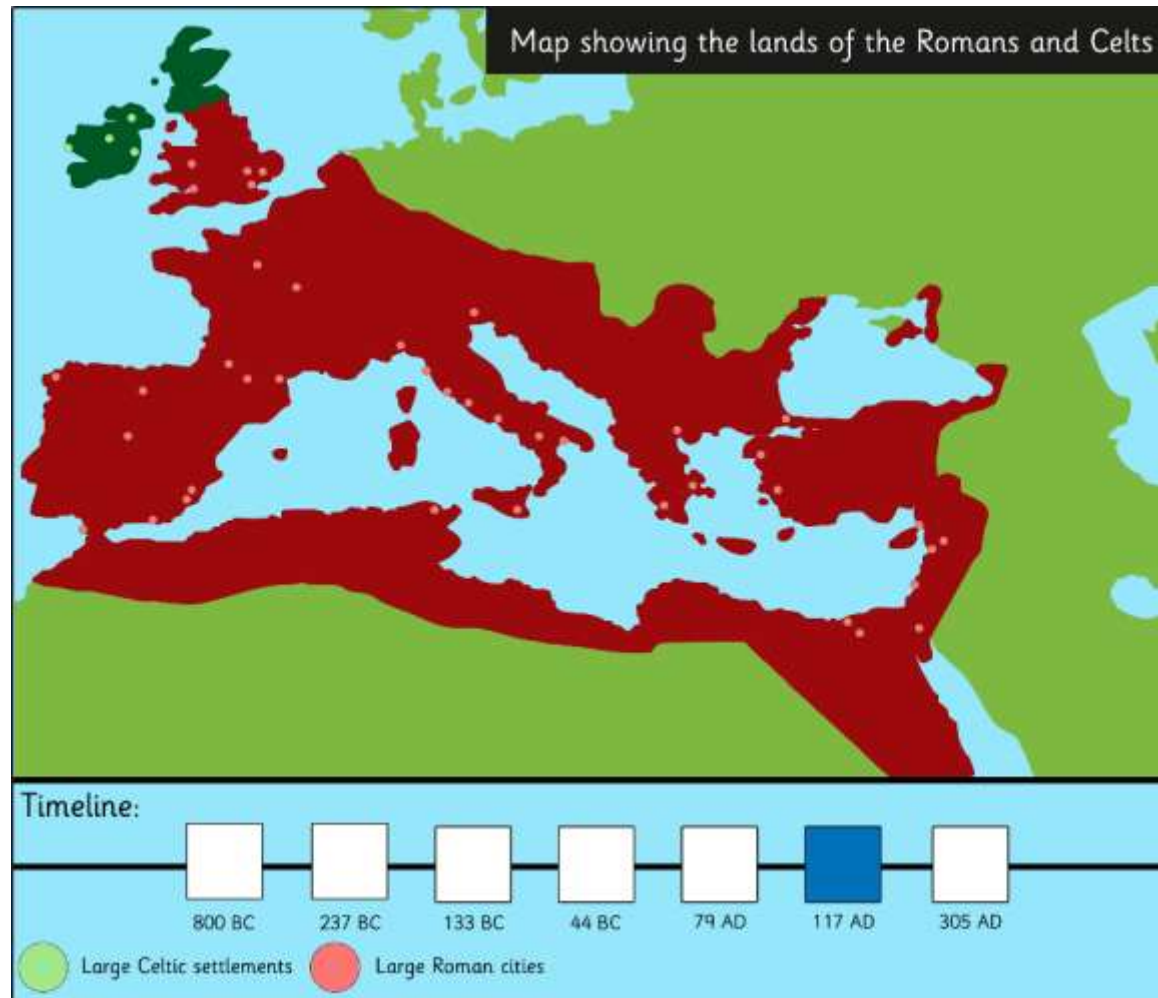 Map showing the lands of the Romans and Celts
Timeline:
800 BC 237 BC 133 BC 44 BC 79 AD 117 AD 305 AD
Large Celtic settlements Large Roman cities